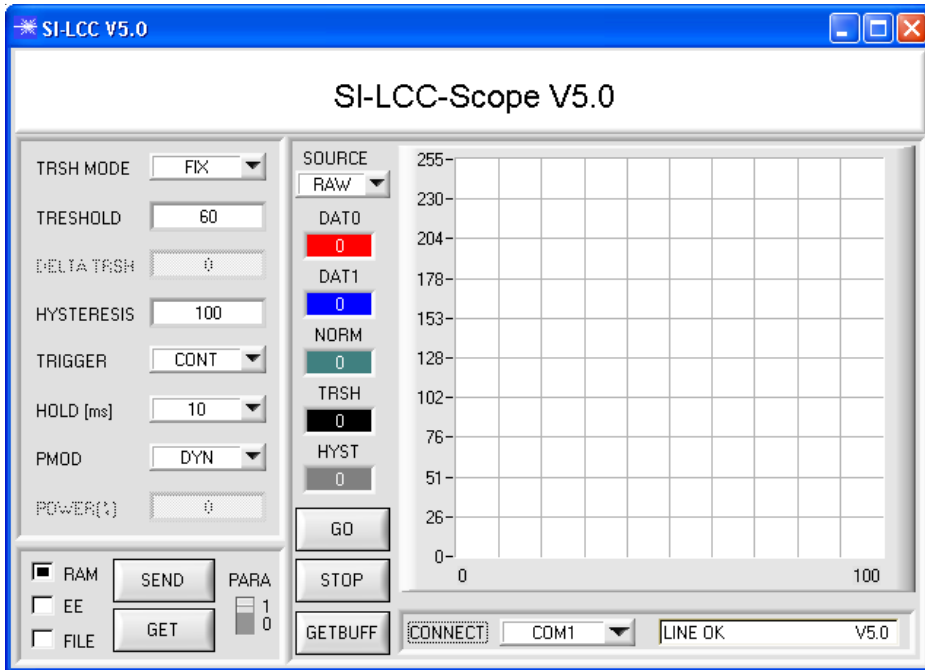 SI-LCC V5.0
SI-LCC-Scope V5.0
TRSH MODE FIX
TRESHOLD 60
DELTA TRSH 0
HYSTERESIS 100
TRIGGER CONT
HOLD [ms] 10
PMOD DYN
POWER(%) 0
RAM
EE
FILE
SEND
GET
PARA
1
0
SOURCE
RAW
DAT0
0
DAT1
0
NORM
0
TRSH
0
HYST
0
GO
STOP
GETBUFF
255
230
204
178
153
128
102
76
51
26
0
0 100
CONNECT COM1 LINE OK V5.0